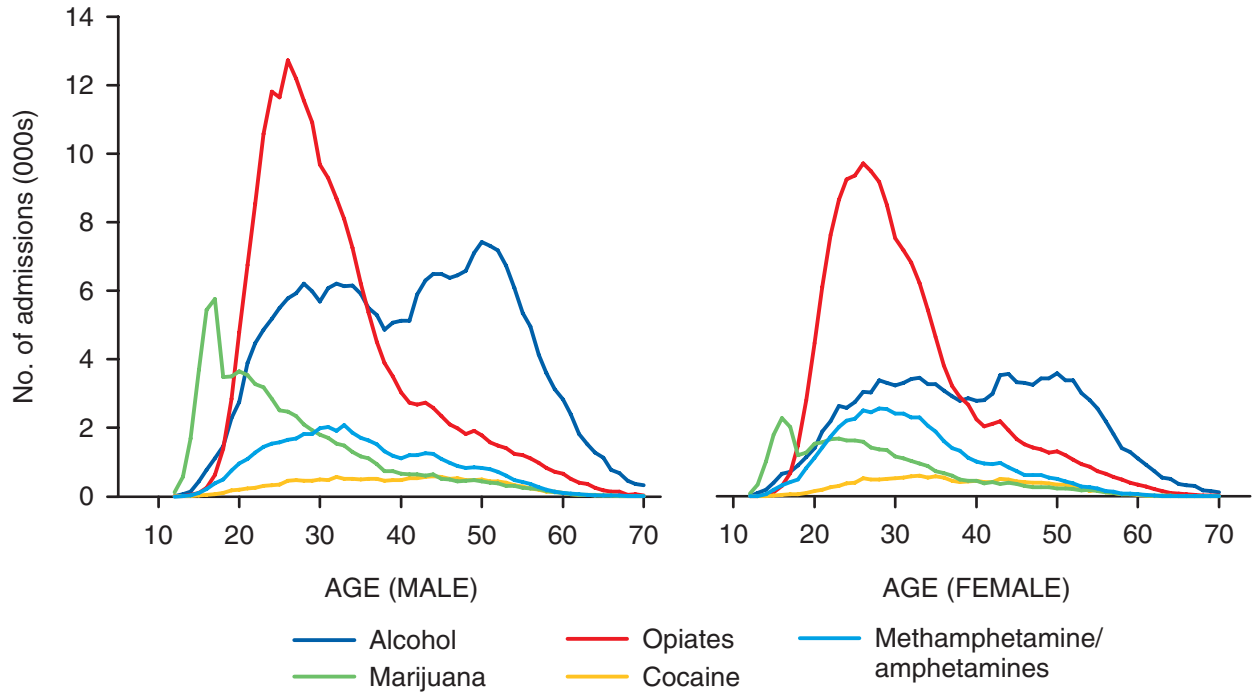 No. of admissions (000s)
14
12
10
8
6
4
2
0
10 20 30 40 50 60 70
10 20 30 40 50 60 70
AGE (MALE)
AGE (FEMALE)
Alcohol
Opiates
Methamphetamine/
amphetamines
Marijuana
Cocaine